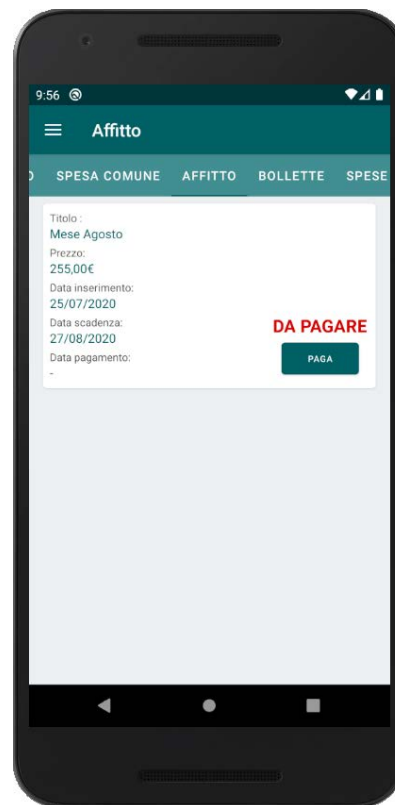 9:56
Affitto
O SPESA COMUNE AFFITTO BOLLETTE SPESE
Titolo :
Mese Agosto
Prezzo:
255,00€
Data inserimento:
25/07/2020
Data scadenza:
27/08/2020
DA PAGARE
Data pagamento:
-
PAGA